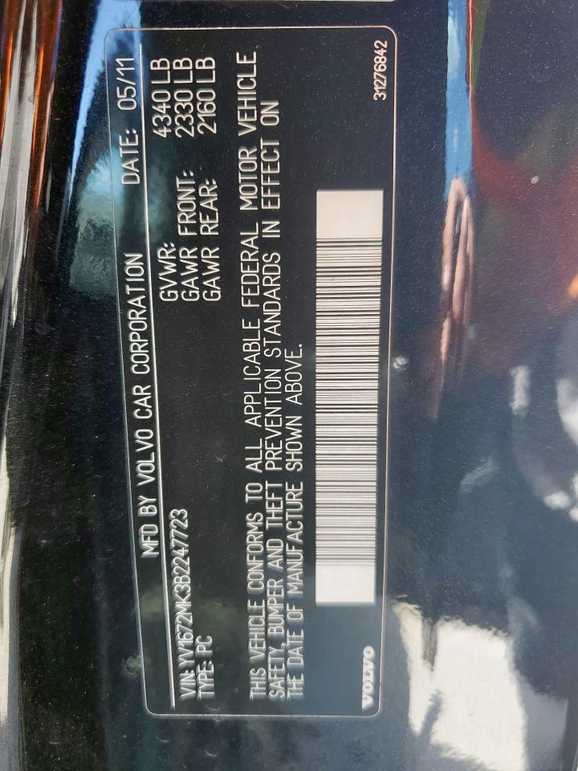 MFD BY VOLVO CAR CORPORATION DATE: 05/11
GVWR: 4340 LB
GAWR FRONT: 2330 LB
GAWR REAR: 2160 LB
VIN: YV1672MK3B2247723
TYPE: PC
THIS VEHICLE CONFORMS TO ALL APPLICABLE FEDERAL MOTOR VEHICLE
SAFETY, BUMPER AND THEFT PREVENTION STANDARDS IN EFFECT ON
THE DATE OF MANUFACTURE SHOWN ABOVE.
VOLVO
31276842